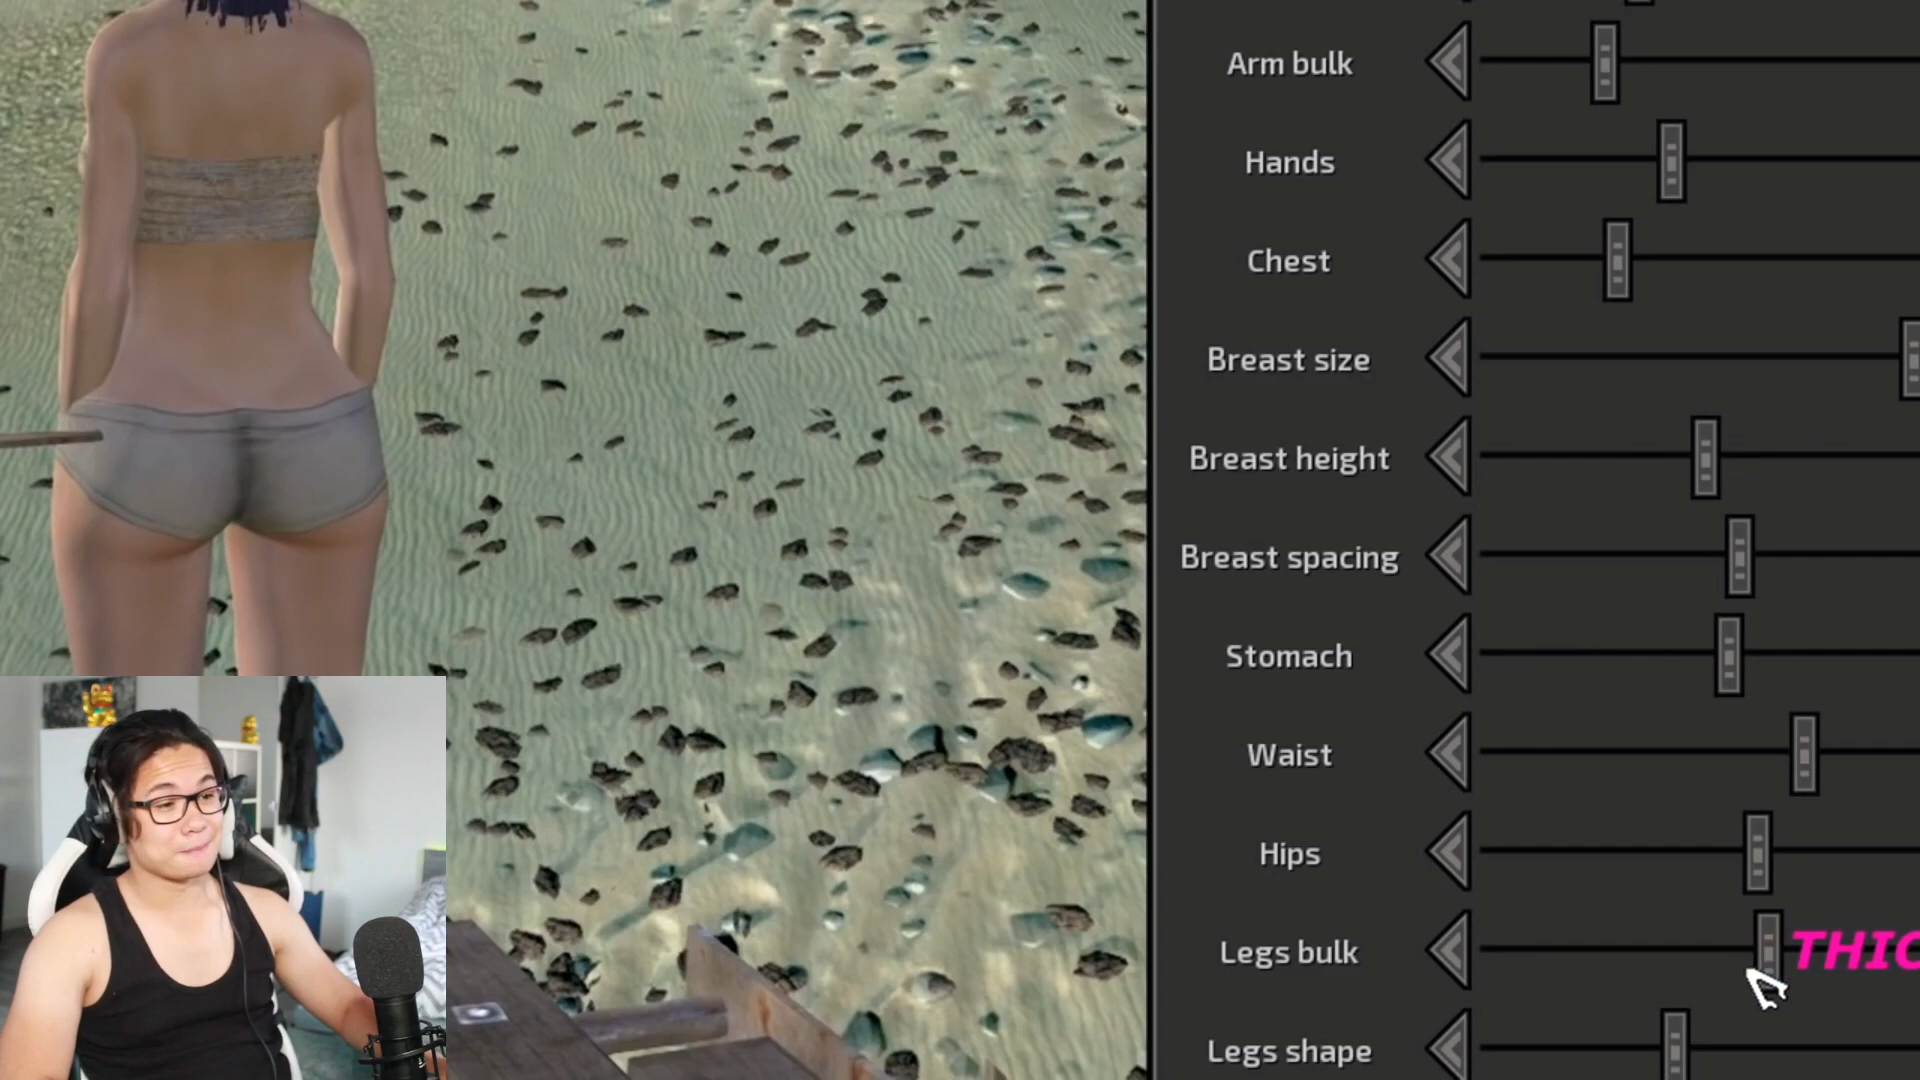 Arm bulk
Hands
Chest
Breast size
Breast height
Breast spacing
Stomach
Waist
Hips
Legs bulk THIC
Legs shape